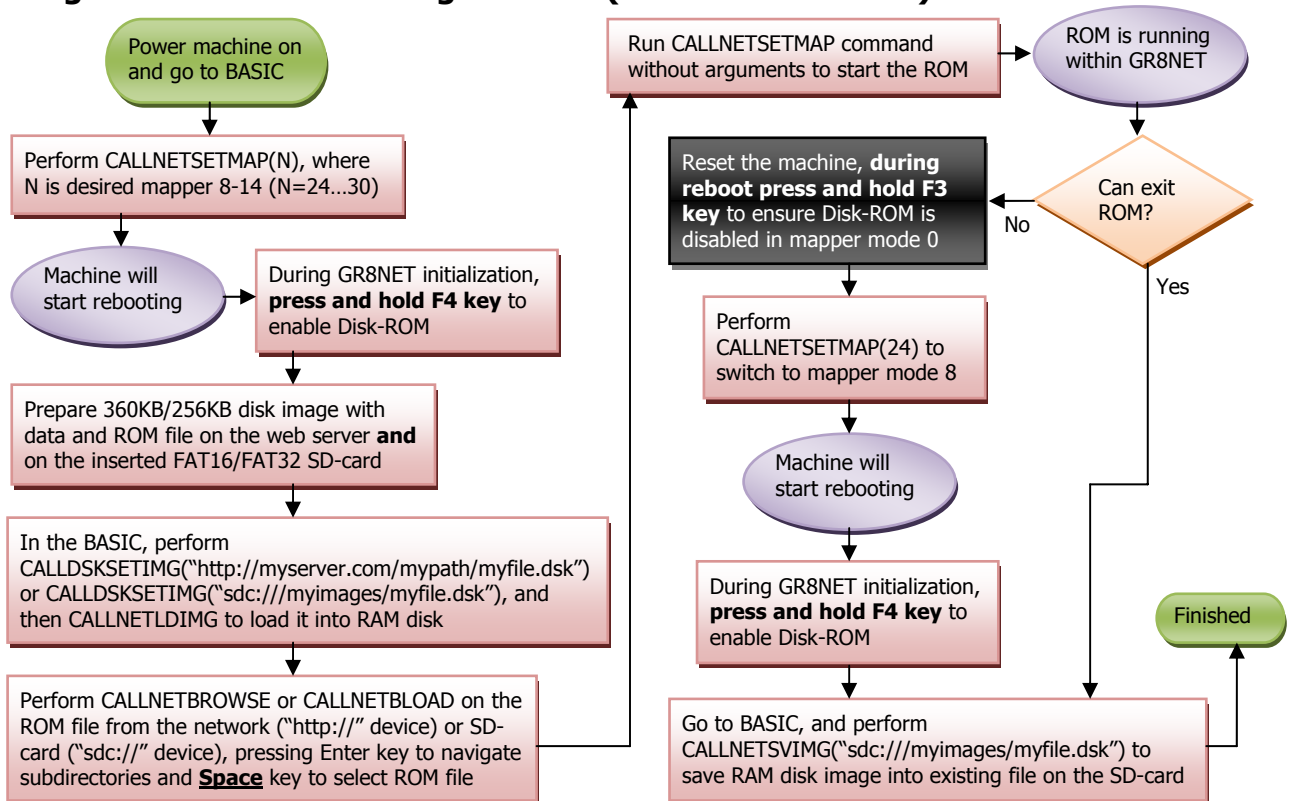 Power machine on
and go to BASIC
Perform CALLNETSETMAP(N), where
N is desired mapper 8-14 (N=24...30)
Machine will
start rebooting
During GR8NET initialization,
press and hold F4 key to
enable Disk-ROM
Prepare 360KB/256KB disk image with
data and ROM file on the web server and
on the inserted FAT16/FAT32 SD-card
In the BASIC, perform
CALLDSKSETIMG(“http://myserver.com/mypath/myfile.dsk”)
or CALLDSKSETIMG(“sdc:///myimages/myfile.dsk”), and
then CALLNETLDIMG to load it into RAM disk
Perform CALLNETBROWSE or CALLNETBLOAD on the
ROM file from the network (“http://” device) or SD-
card (“sdc://” device), pressing Enter key to navigate
subdirectories and Space key to select ROM file
Run CALLNETSETMAP command
without arguments to start the ROM
ROM is running
within GR8NET
Can exit
ROM?
No
Yes
Reset the machine, during
reboot press and hold F3
key to ensure Disk-ROM is
disabled in mapper mode 0
Perform
CALLNETSETMAP(24) to
switch to mapper mode 8
Machine will
start rebooting
During GR8NET initialization,
press and hold F4 key to
enable Disk-ROM
Go to BASIC, and perform
CALLNETSVIMG(“sdc:///myimages/myfile.dsk”) to
save RAM disk image into existing file on the SD-card
Finished